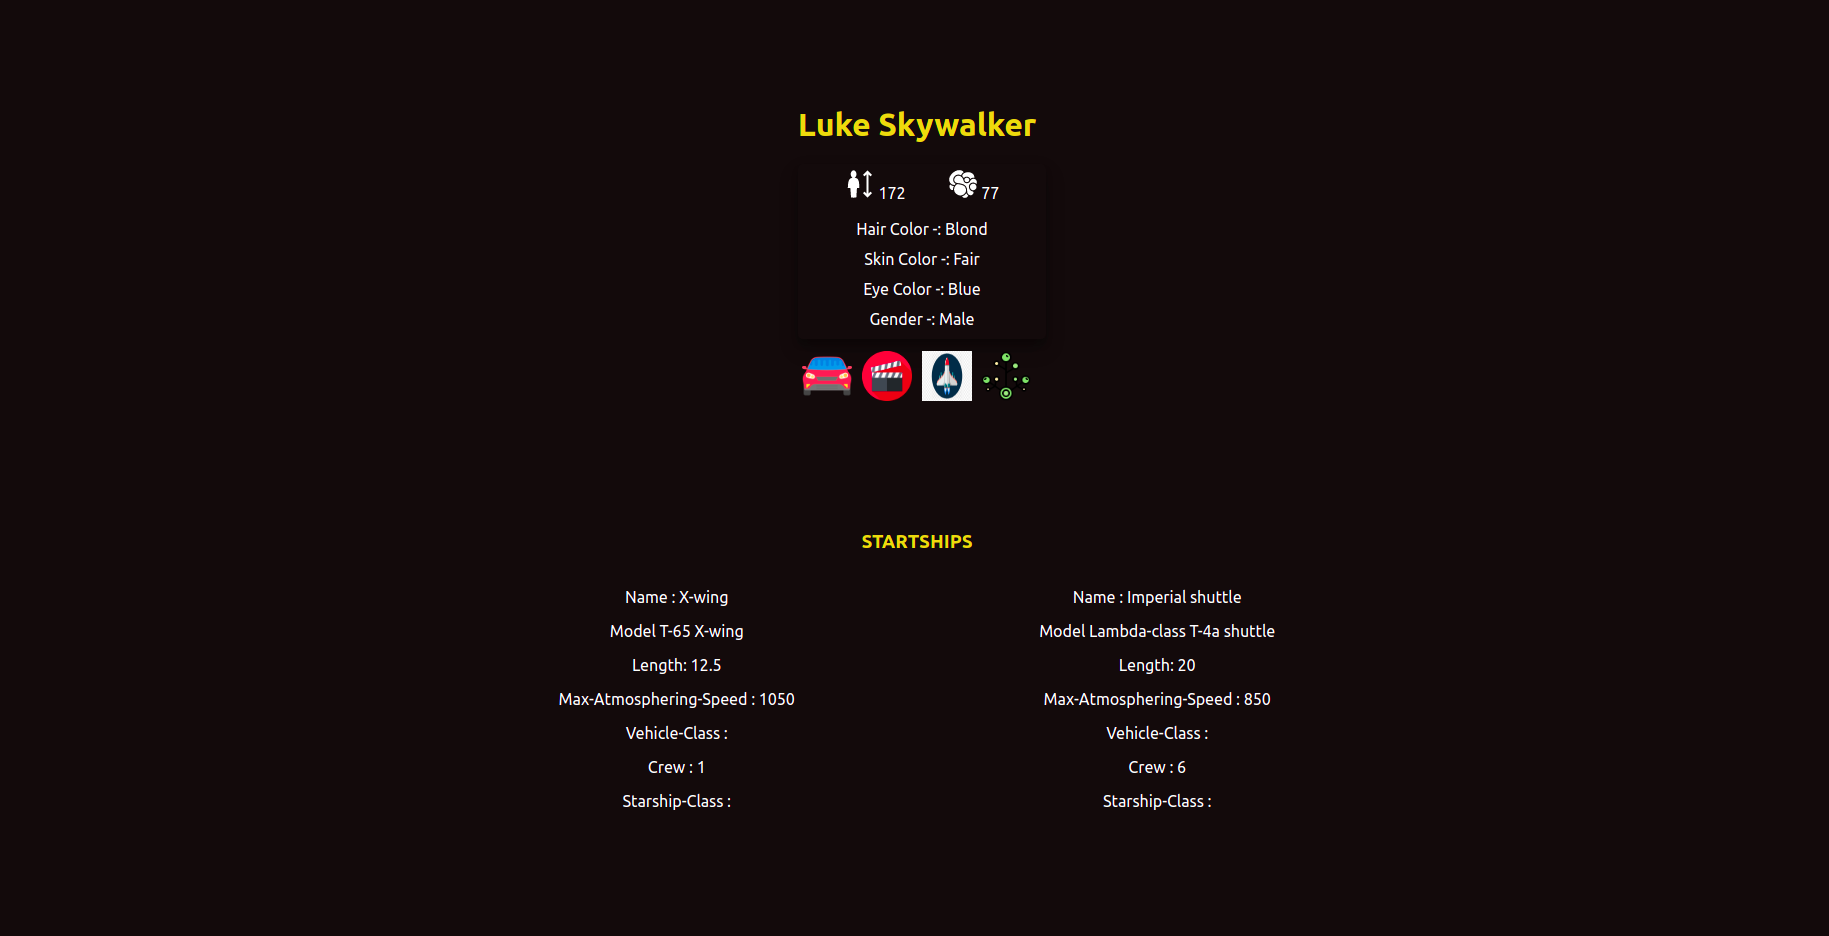 Luke Skywalker
172 77
Hair Color -: Blond
Skin Color -: Fair
Eye Color -: Blue
Gender -: Male
STARTSHIPS
Name : X-wing
Model T-65 X-wing
Length: 12.5
Max-Atmosphering-Speed : 1050
Vehicle-Class :
Crew : 1
Starship-Class :
Name : Imperial shuttle
Model Lambda-class T-4a shuttle
Length: 20
Max-Atmosphering-Speed : 850
Vehicle-Class :
Crew : 6
Starship-Class :